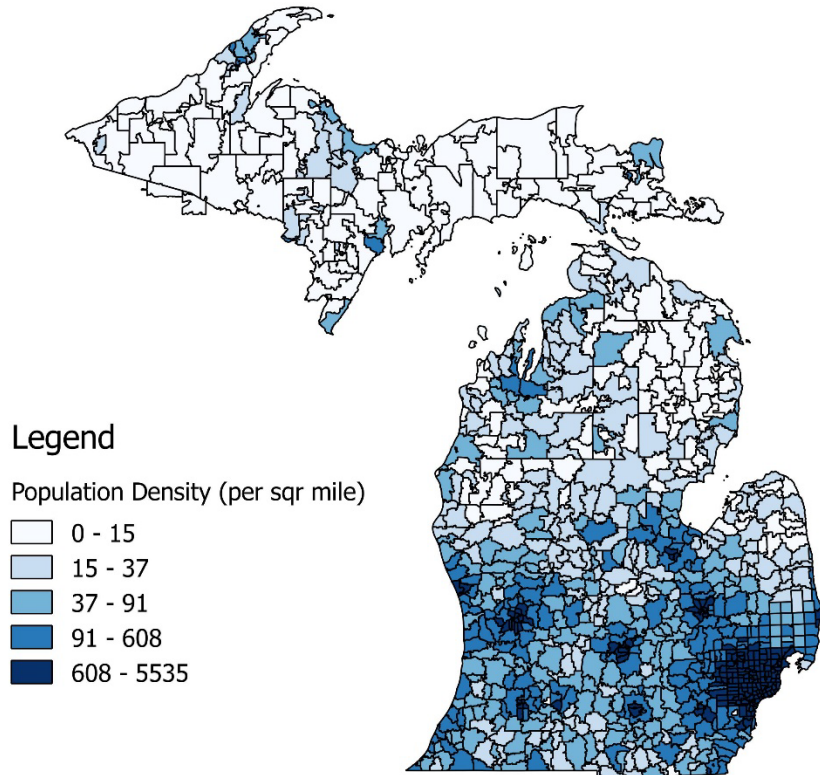 Legend
Population Density (per sqr mile)
0 - 15
15 - 37
37 - 91
91 - 608
608 - 5535